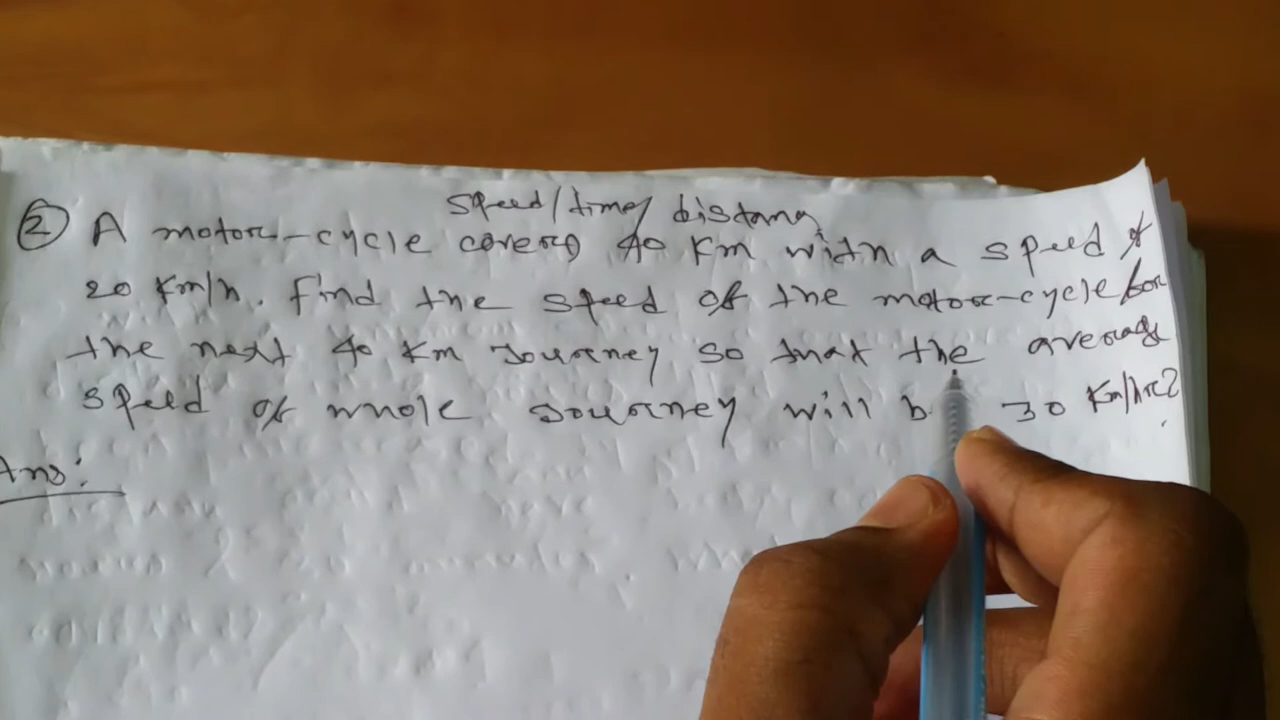 speed/time/distanc
② A motor-cycle covers 40 km with a speed of
20 km/h. find the speed of the motor-cycle for
the next 40 km Journey so that the average
speed of whole Journey will b 30 km/hr?
Ans: